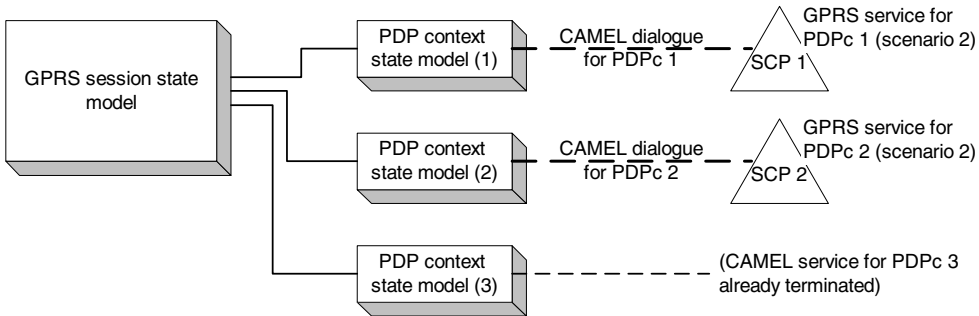 GPRS session state
model
PDP context
state model (1)
CAMEL dialogue
for PDPc 1
SCP 1
GPRS service for
PDPc 1 (scenario 2)
PDP context
state model (2)
CAMEL dialogue
for PDPc 2
SCP 2
GPRS service for
PDPc 2 (scenario 2)
PDP context
state model (3)
(CAMEL service for PDPc 3
already terminated)